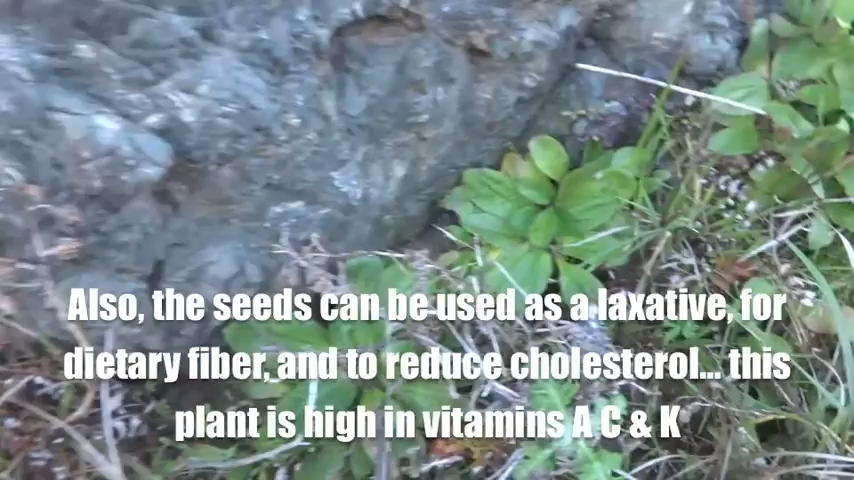 Also, the seeds can be used as a laxative, for
dietary fiber, and to reduce cholesterol... this
plant is high in vitamins A C & K